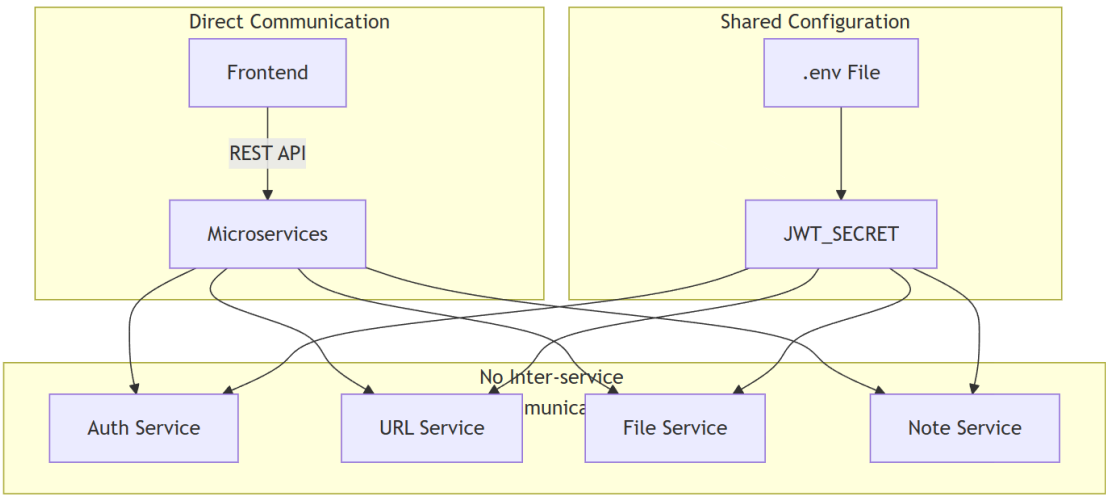 Direct Communication
Shared Configuration
Frontend
.env File
REST API
Microservices
JWT_SECRET
No Inter-service
munica
Auth Service
URL Service
File Service
Note Service